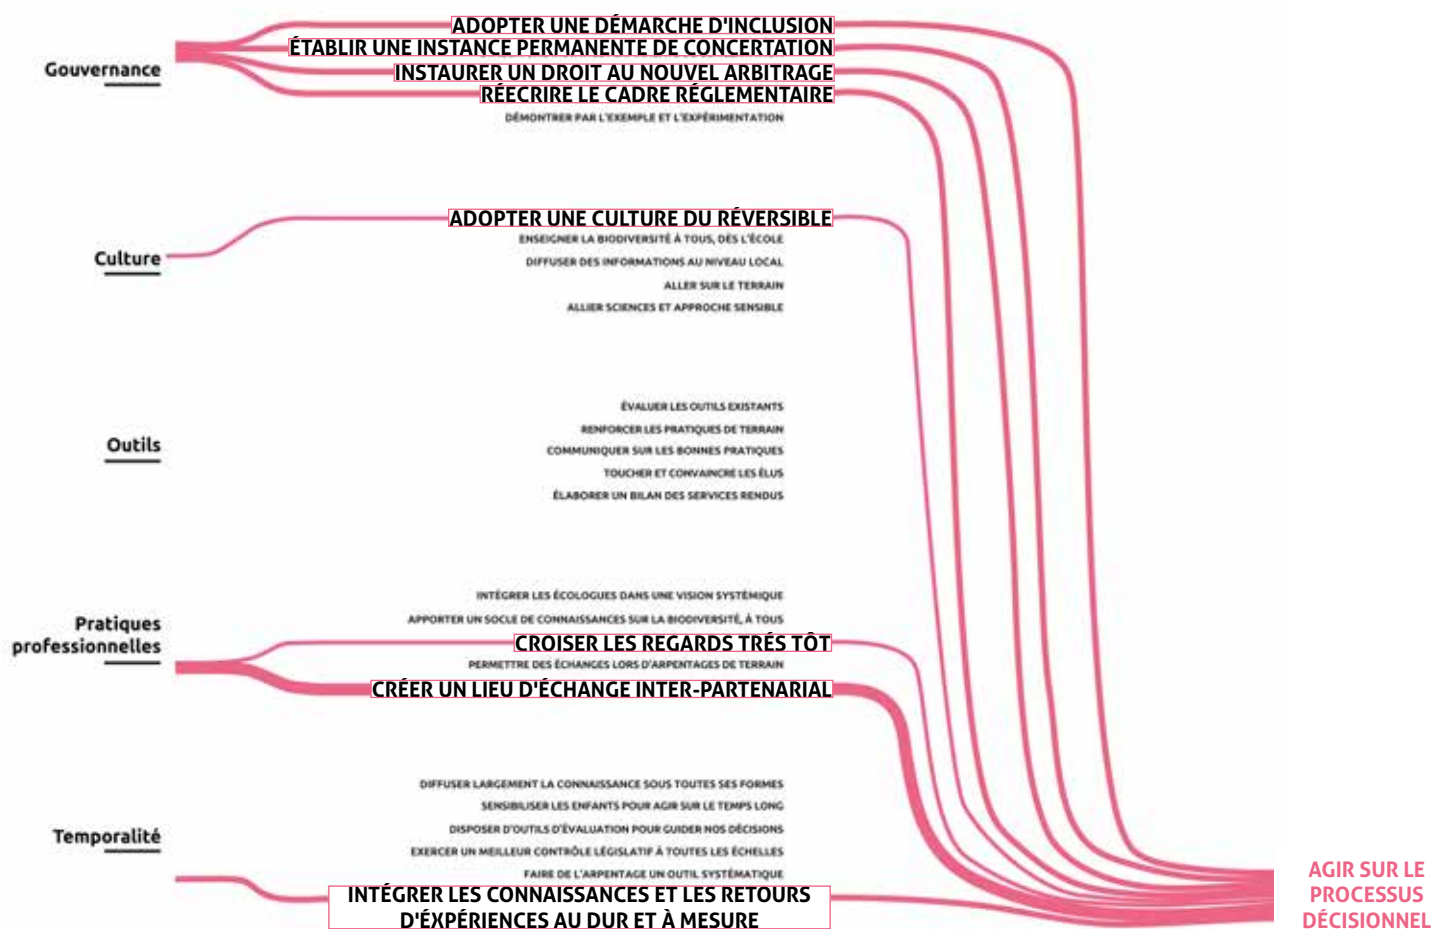 ADOPTER UNE DÉMARCHE D'INCLUSION
ÉTABLIR UNE INSTANCE PERMANENTE DE CONCERTATION
Gouvernance
INSTAURER UN DROIT AU NOUVEL ARBITRAGE
RÉECRIRE LE CADRE RÉGLEMENTAIRE
DÉMONTRER PAR L'EXEMPLE ET L'EXPÉRIMENTATION
ADOPTER UNE CULTURE DU RÉVERSIBLE
ENSEIGNER LA BIODIVERSITÉ À TOUS, DÈS L'ÉCOLE
Culture
DIFFUSER DES INFORMATIONS AU NIVEAU LOCAL
ALLER SUR LE TERRAIN
ALLIER SCIENCES ET APPROCHE SENSIBLE
ÉVALUER LES OUTILS EXISTANTS
RENFORCER LES PRATIQUES DE TERRAIN
Outils
COMMUNIQUER SUR LES BONNES PRATIQUES
TOUCHER ET CONVAINCRE LES ÉLUS
ÉLABORER UN BILAN DES SERVICES RENDUS
INTÉGRER LES ÉCOLOGUES DANS UNE VISION SYSTÉMIQUE
APPORTER UN SOCLE DE CONNAISSANCES SUR LA BIODIVERSITÉ, À TOUS
Pratiques
professionnelles
CROISER LES REGARDS TRÉS TÔT
PERMETTRE DES ÉCHANGES LORS D'ARPENTAGES DE TERRAIN
CRÉER UN LIEU D'ÉCHANGE INTER-PARTENARIAL
DIFFUSER LARGEMENT LA CONNAISSANCE SOUS TOUTES SES FORMES
SENSIBILISER LES ENFANTS POUR AGIR SUR LE TEMPS LONG
DISPOSER D'OUTILS D'ÉVALUATION POUR GUIDER NOS DÉCISIONS
Temporalité
EXERCER UN MEILLEUR CONTRÔLE LÉGISLATIF À TOUTES LES ÉCHELLES
FAIRE DE L'ARPENTAGE UN OUTIL SYSTÉMATIQUE
INTÉGRER LES CONNAISSANCES ET LES RETOURS
D'ÉXPÉRIENCES AU DUR ET À MESURE
AGIR SUR LE
PROCESSUS
DÉCISIONNEL